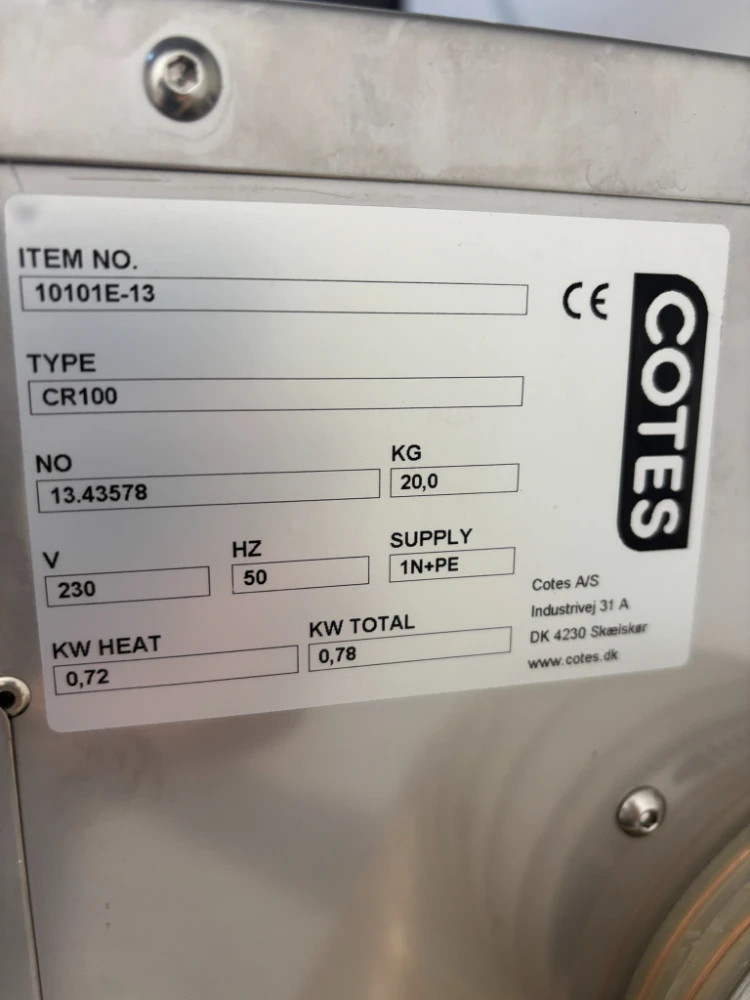 ITEM NO.
10101E-13
CE
COTES
TYPE
CR100
NO
13.43578
KG
20,0
V
230
HZ
50
SUPPLY
1N+PE
KW HEAT
0,72
KW TOTAL
0,78
Cotes A/S
Industrivej 31 A
DK 4230 Skælskør
www.cotes.dk